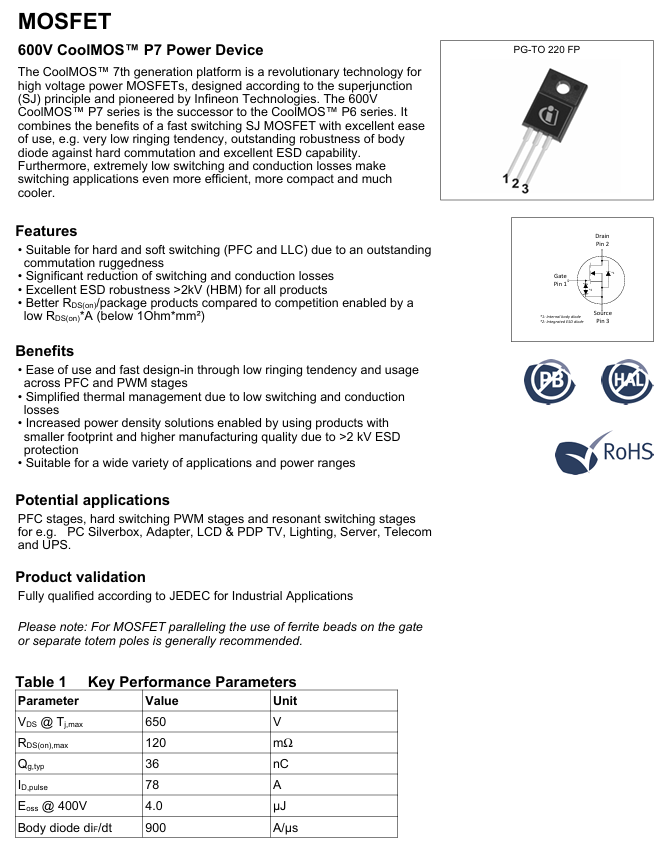 MOSFET
600V CoolMOS™ P7 Power Device
The CoolMOS™ 7th generation platform is a revolutionary technology for
high voltage power MOSFETs, designed according to the superjunction
(SJ) principle and pioneered by Infineon Technologies. The 600V
CoolMOS™ P7 series is the successor to the CoolMOS™ P6 series. It
combines the benefits of a fast switching SJ MOSFET with excellent ease
of use, e.g. very low ringing tendency, outstanding robustness of body
diode against hard commutation and excellent ESD capability.
Furthermore, extremely low switching and conduction losses make
switching applications even more efficient, more compact and much
cooler.
PG-TO 220 FP
1
2
3
Features
• Suitable for hard and soft switching (PFC and LLC) due to an outstanding
commutation ruggedness
• Significant reduction of switching and conduction losses
• Excellent ESD robustness >2kV (HBM) for all products
• Better RDS(on)/package products compared to competition enabled by a
low RDS(on)*A (below 1Ohm*mm²)
Drain
Pin 2
Gate
Pin 1
*1
*2
Source
Pin 3
*1: Internal body diode
*2: Integrated ESD diode
Benefits
• Ease of use and fast design-in through low ringing tendency and usage
across PFC and PWM stages
• Simplified thermal management due to low switching and conduction
losses
• Increased power density solutions enabled by using products with
smaller footprint and higher manufacturing quality due to >2 kV ESD
protection
• Suitable for a wide variety of applications and power ranges
PB
HAL
RoHS
Potential applications
PFC stages, hard switching PWM stages and resonant switching stages
for e.g. PC Silverbox, Adapter, LCD & PDP TV, Lighting, Server, Telecom
and UPS.
Product validation
Fully qualified according to JEDEC for Industrial Applications
Please note: For MOSFET paralleling the use of ferrite beads on the gate
or separate totem poles is generally recommended.
Table 1 Key Performance Parameters
Parameter Value Unit
VDS @ Tj,max 650 V
RDS(on),max 120 mΩ
Qg,typ 36 nC
ID,pulse 78 A
Eoss @ 400V 4.0 µJ
Body diode diF/dt 900 A/µs